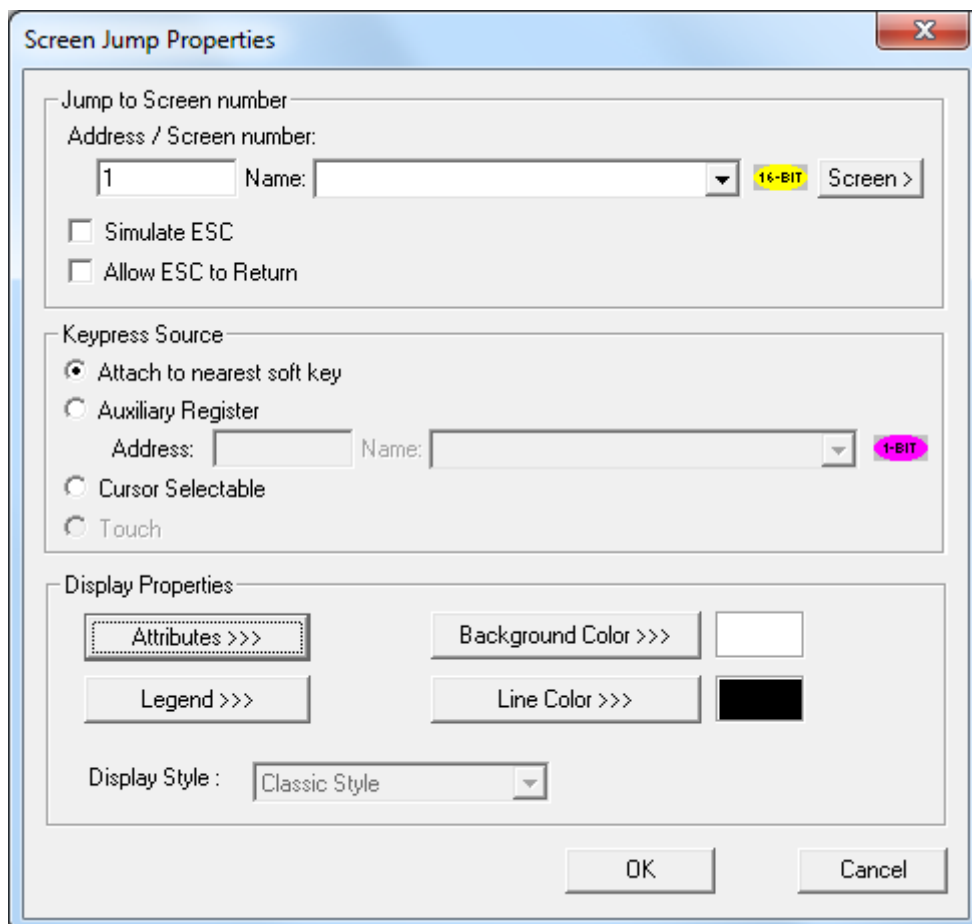 Screen Jump Properties
X
Jump to Screen number
Address / Screen number:
1 Name: 16-BIT Screen >
Simulate ESC
Allow ESC to Return
Keypress Source
Attach to nearest soft key
Auxiliary Register
Address: Name: 1-BIT
Cursor Selectable
Touch
Display Properties
Attributes >>> Background Color >>>
Legend >>> Line Color >>>
Display Style : Classic Style
OK Cancel